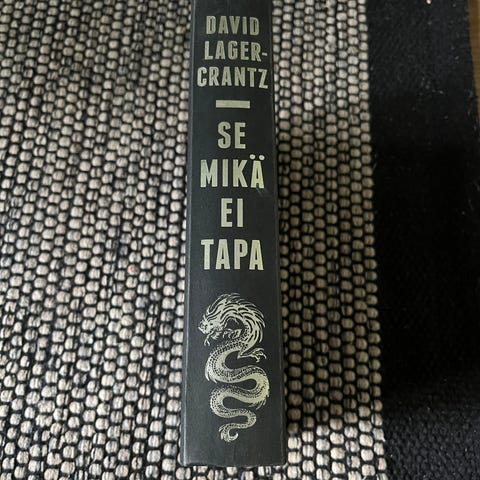 DAVID
LAGER-
CRANTZ
SE
MIKÄ
EI
TAPA